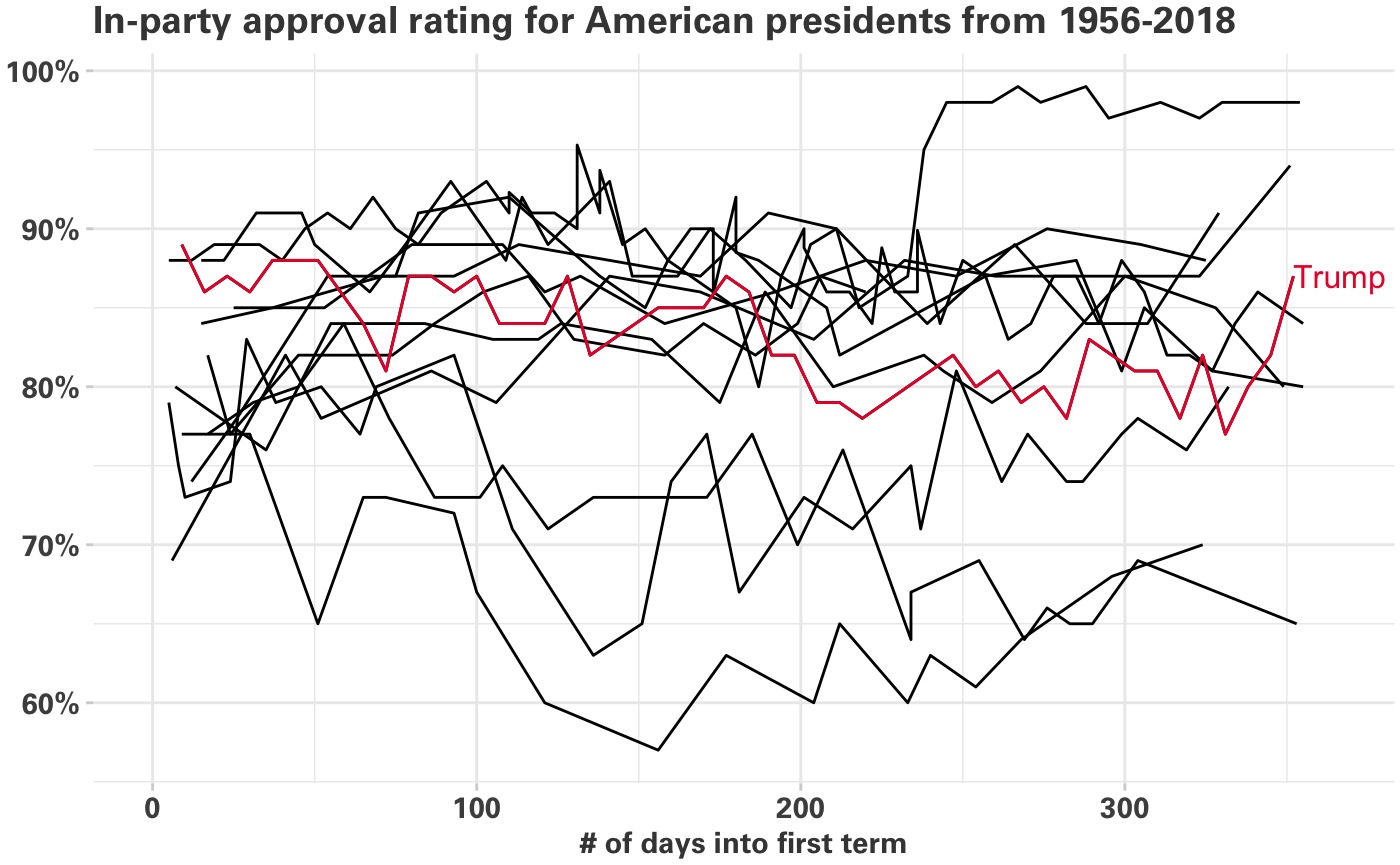 In-party approval rating for American presidents from 1956-2018
100%
90%
80%
70%
60%
Trump
0 100 200 300
# of days into first term